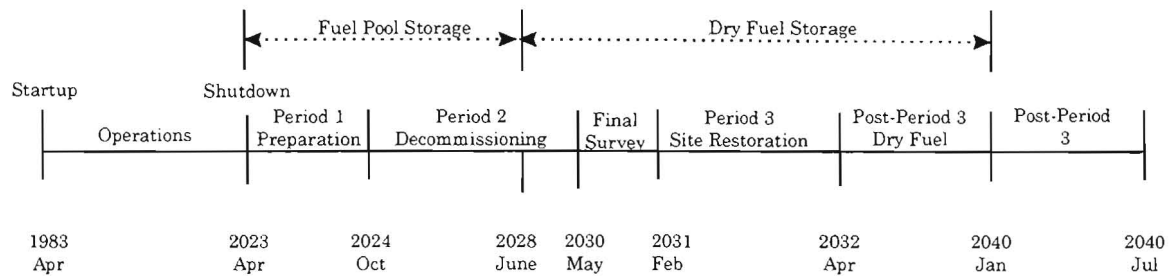 Fuel Pool Storage Dry Fuel Storage
Startup Shutdown
Period 1 Period 2 Final Period 3 Post-Period 3 Post-Period
Operations Preparation Decommissioning Survey Site Restoration Dry Fuel 3
1983 2023 2024 2028 2030 2031 2032 2040 2040
Apr Apr Oct June May Feb Apr Jan Jul